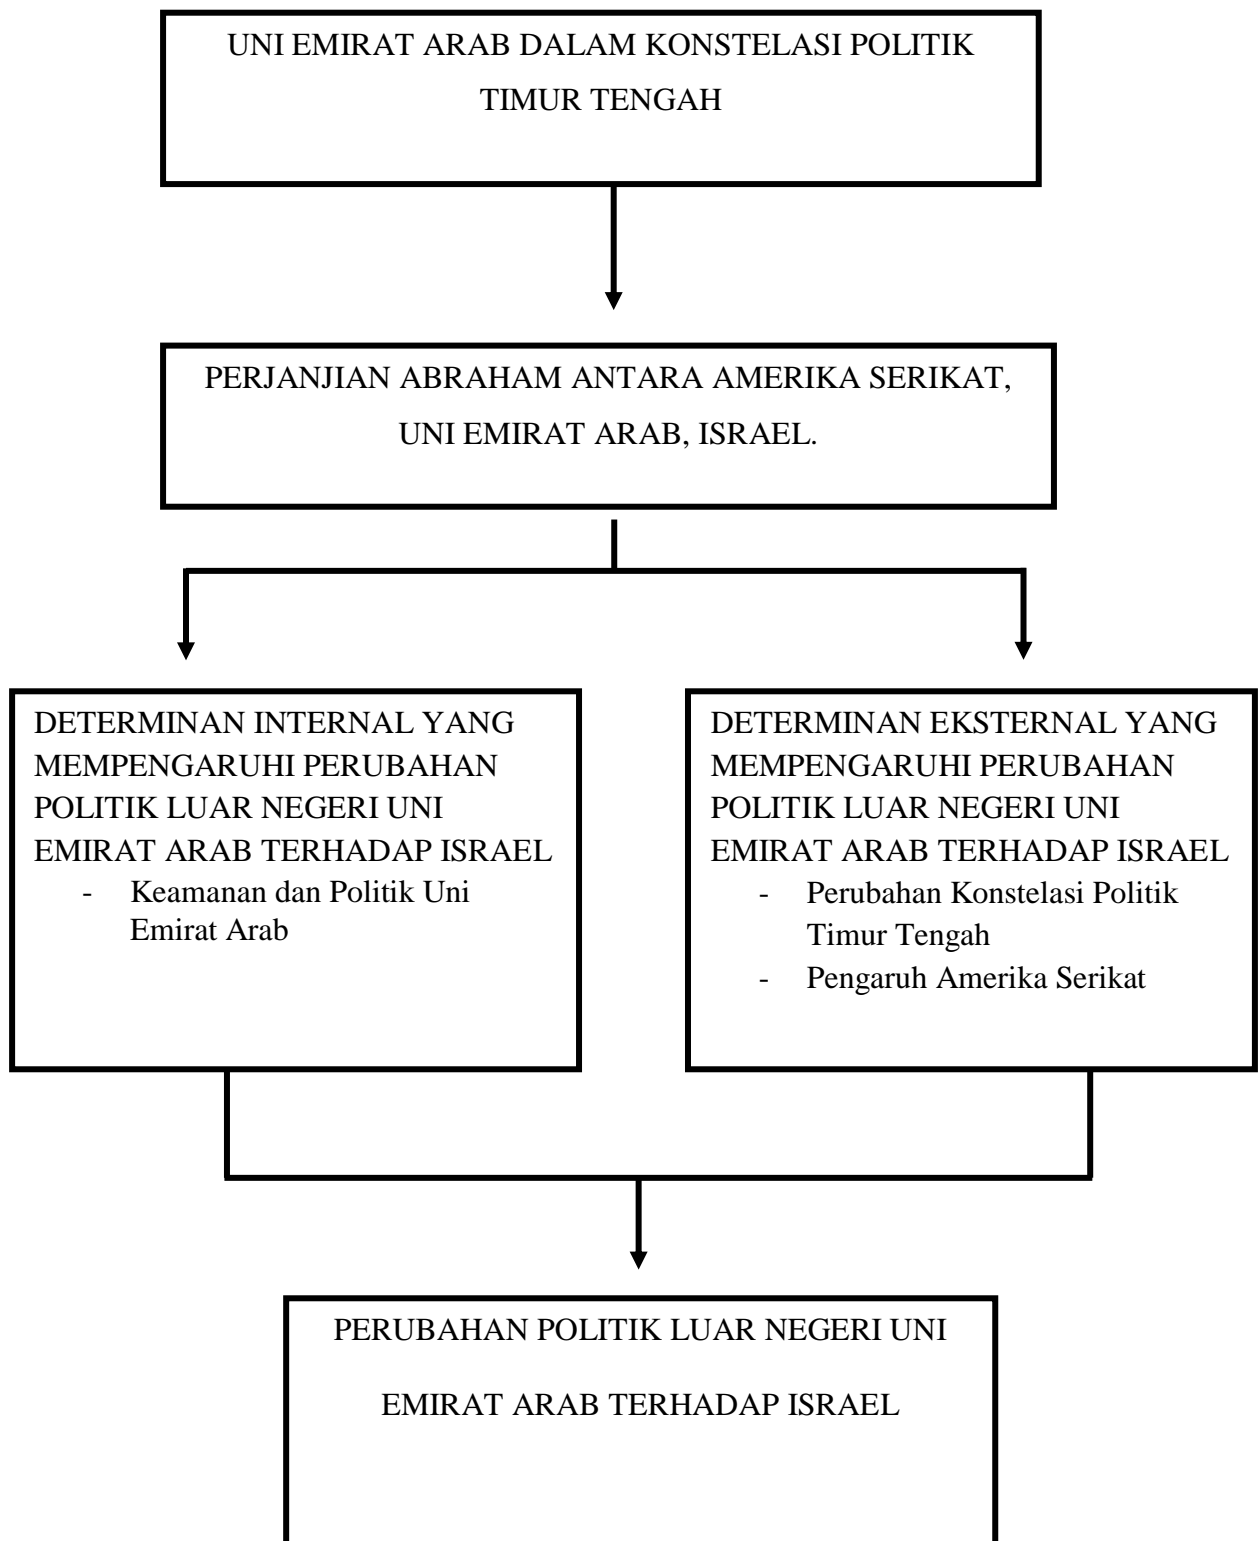 UNI EMIRAT ARAB DALAM KONSTELASI POLITIK
TIMUR TENGAH
PERJANJIAN ABRAHAM ANTARA AMERIKA SERIKAT,
UNI EMIRAT ARAB, ISRAEL.
DETERMINAN INTERNAL YANG
MEMPENGARUHI PERUBAHAN
POLITIK LUAR NEGERI UNI
EMIRAT ARAB TERHADAP ISRAEL
- Keamanan dan Politik Uni
Emirat Arab
DETERMINAN EKSTERNAL YANG
MEMPENGARUHI PERUBAHAN
POLITIK LUAR NEGERI UNI
EMIRAT ARAB TERHADAP ISRAEL
- Perubahan Konstelasi Politik
Timur Tengah
- Pengaruh Amerika Serikat
PERUBAHAN POLITIK LUAR NEGERI UNI
EMIRAT ARAB TERHADAP ISRAEL